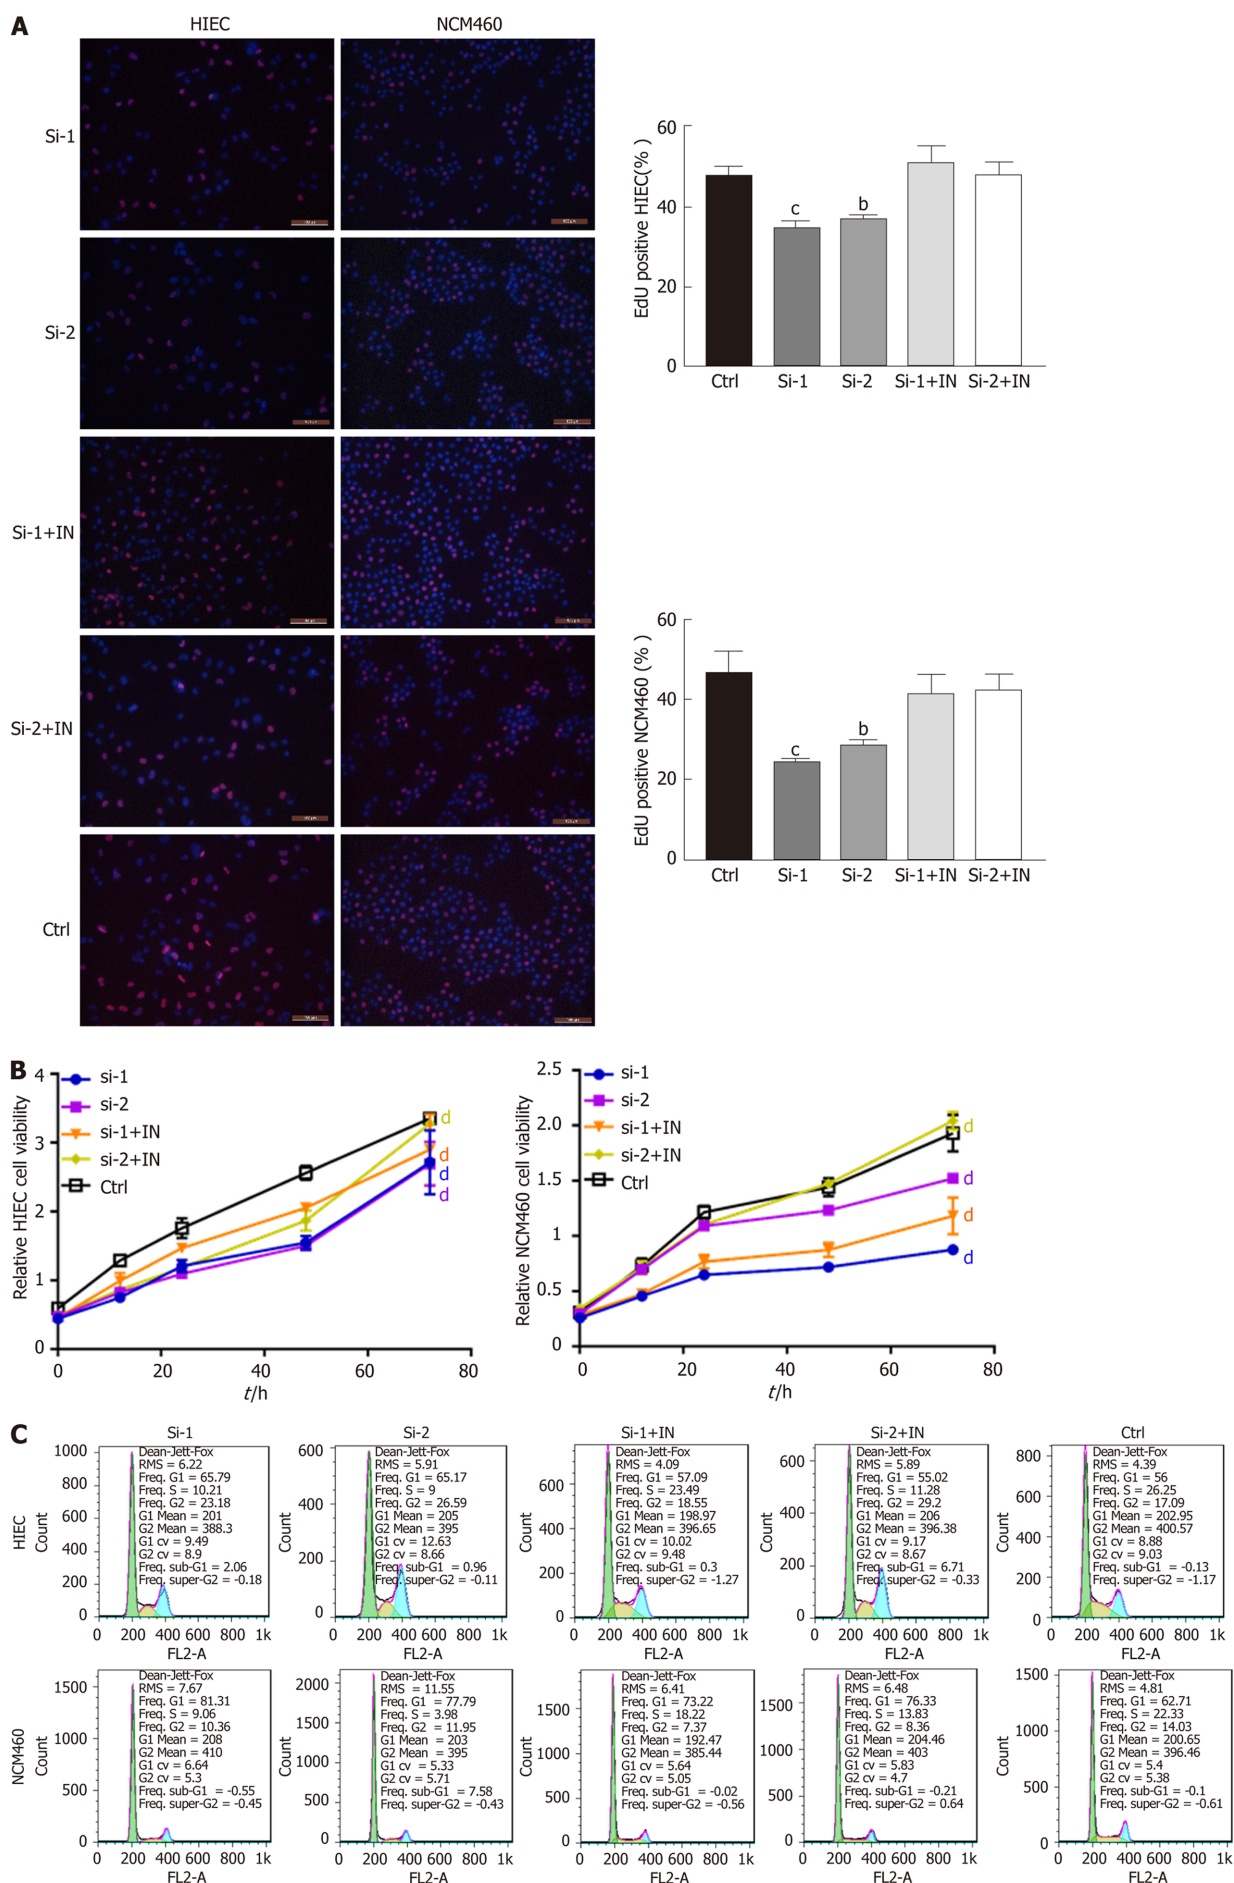 A
HIEC
NCM460
Si-1
Si-2
Si-1+IN
Si-2+IN
Ctrl
60
40
20
0
EdU positive HIEC(% )
c
b
Ctrl
Si-1
Si-2
Si-1+IN
Si-2+IN
60
40
20
0
EdU positive NCM460 (% )
c
b
Ctrl
Si-1
Si-2
Si-1+IN
Si-2+IN
B
4
3
2
1
0
Relative HIEC cell viability
si-1
si-2
si-1+IN
si-2+IN
Ctrl
d
d
d
d
0
20
40
60
80
t/h
2.5
2.0
1.5
1
0.5
0
Relative NCM460 cell viability
si-1
si-2
si-1+IN
si-2+IN
Ctrl
d
d
d
d
0
20
40
60
80
t/h
C
Si-1
Si-2
Si-1+IN
Si-2+IN
Ctrl
HIEC
Count
1000
800
600
400
200
0
Dean-Jett-Fox
RMS = 6.22
Freq. G1 = 65.79
Freq. S = 10.21
Freq. G2 = 23.18
G1 Mean = 201
G2 Mean = 388.3
G1 cv = 9.49
G2 cv = 8.9
Freq. sub-G1 = 2.06
Freq. super-G2 = -0.18
0 200 400 600 800 1k
FL2-A
Count
600
400
200
0
Dean-Jett-Fox
RMS = 5.91
Freq. G1 = 65.17
Freq. S = 9
Freq. G2 = 26.59
G1 Mean = 205
G2 Mean = 395
G1 cv = 12.63
G2 cv = 8.66
Freq. sub-G1 = 0.96
Freq. super-G2 = -0.11
0 200 400 600 800 1k
FL2-A
Count
600
400
200
0
Dean-Jett-Fox
RMS = 4.09
Freq. G1 = 57.09
Freq. S = 23.49
Freq. G2 = 18.55
G1 Mean = 198.97
G2 Mean = 396.65
G1 cv = 10.02
G2 cv = 9.48
Freq. sub-G1 = 0.3
Freq. super-G2 = -1.27
0 200 400 600 800 1k
FL2-A
Count
600
400
200
0
Dean-Jett-Fox
RMS = 5.89
Freq. G1 = 55.02
Freq. S = 11.28
Freq. G2 = 29.2
G1 Mean = 206
G2 Mean = 396.38
G1 cv = 9.17
G2 cv = 8.67
Freq. sub-G1 = 6.71
Freq. super-G2 = -0.33
0 200 400 600 800 1k
FL2-A
Count
800
600
400
200
0
Dean-Jett-Fox
RMS = 4.39
Freq. G1 = 56
Freq. S = 26.25
Freq. G2 = 17.09
G1 Mean = 202.95
G2 Mean = 400.57
G1 cv = 8.88
G2 cv = 9.03
Freq. sub-G1 = -0.13
Freq. super-G2 = -1.17
0 200 400 600 800 1k
FL2-A
NCM460
Count
1500
1000
500
0
Dean-Jett-Fox
RMS = 7.67
Freq. G1 = 81.31
Freq. S = 9.06
Freq. G2 = 10.36
G1 Mean = 208
G2 Mean = 410
G1 cv = 6.64
G2 cv = 5.3
Freq. sub-G1 = -0.55
Freq. super-G2 = -0.45
0 200 400 600 800 1k
FL2-A
Count
2000
1500
1000
500
0
Dean-Jett-Fox
RMS = 11.55
Freq. G1 = 77.79
Freq. S = 3.98
Freq. G2 = 11.95
G1 Mean = 203
G2 Mean = 395
G1 cv = 5.33
G2 cv = 5.71
Freq. sub-G1 = 7.58
Freq. super-G2 = -0.43
0 200 400 600 800 1k
FL2-A
Count
1500
1000
500
0
Dean-Jett-Fox
RMS = 6.41
Freq. G1 = 73.22
Freq. S = 18.22
Freq. G2 = 7.37
G1 Mean = 192.47
G2 Mean = 385.44
G1 cv = 5.64
G2 cv = 5.05
Freq. sub-G1 = -0.02
Freq. super-G2 = -0.56
0 200 400 600 800 1k
FL2-A
Count
1500
1000
500
0
Dean-Jett-Fox
RMS = 6.48
Freq. G1 = 76.33
Freq. S = 13.83
Freq. G2 = 8.36
G1 Mean = 204.46
G2 Mean = 403
G1 cv = 5.83
G2 cv = 4.7
Freq. sub-G1 = -0.21
Freq. super-G2 = 0.64
0 200 400 600 800 1k
FL2-A
Count
1500
1000
500
0
Dean-Jett-Fox
RMS = 4.81
Freq. G1 = 62.71
Freq. S = 22.33
Freq. G2 = 14.03
G1 Mean = 200.65
G2 Mean = 396.46
G1 cv = 5.4
G2 cv = 5.38
Freq. sub-G1 = -0.1
Freq. super-G2 = -0.61
0 200 400 600 800 1k
FL2-A